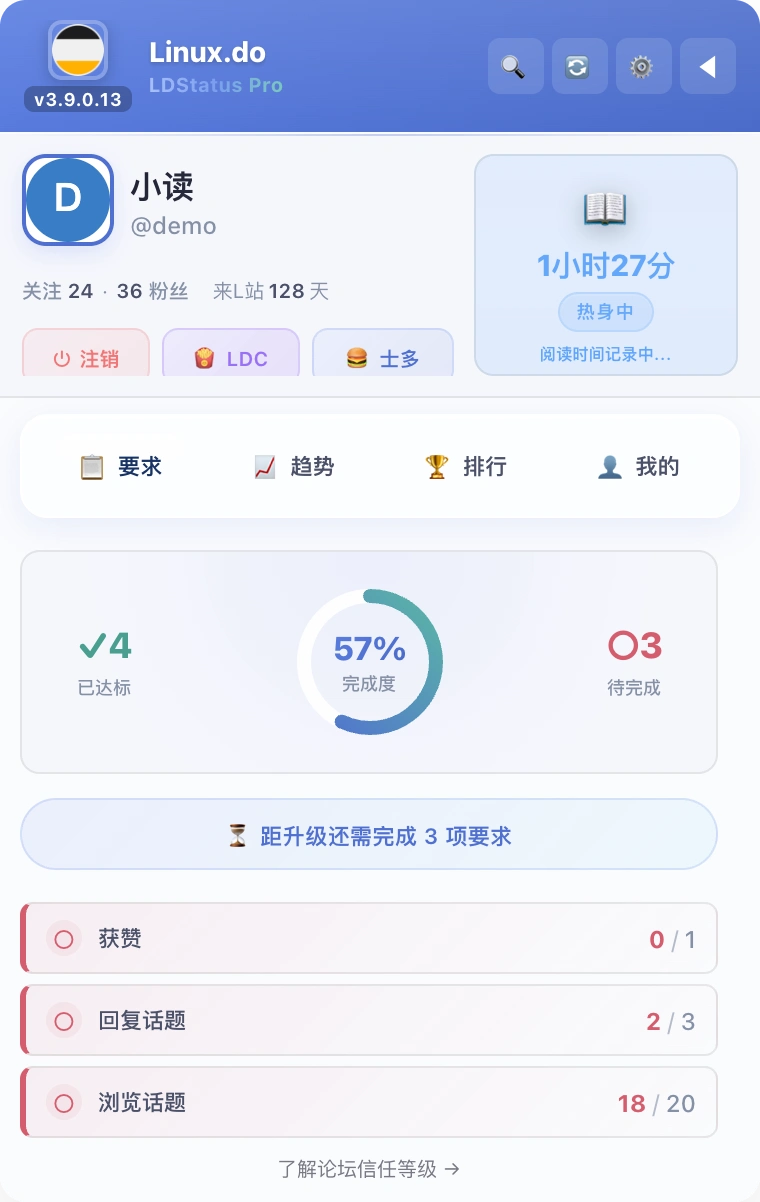 Linux.do
LDStatus Pro
v3.9.0.13
D
小读
@demo
关注 24 · 36 粉丝 来L站 128 天
注销
LDC
士多
1小时27分
热身中
阅读时间记录中...
要求
趋势
排行
我的
✓4
已达标
57%
完成度
○3
待完成
距升级还需完成 3 项要求
获赞 0 / 1
回复话题 2 / 3
浏览话题 18 / 20
了解论坛信任等级 →